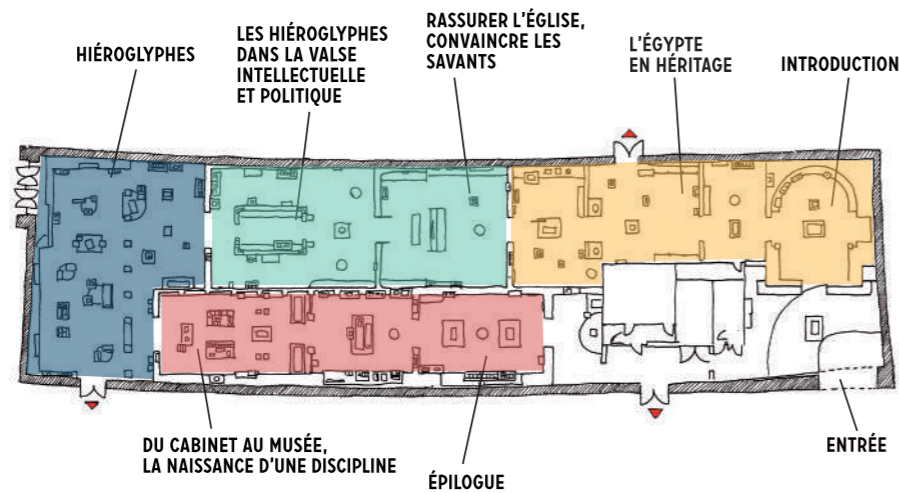 HIÉROGLYPHES
LES HIÉROGLYPHES
DANS LA VALSE
INTELLECTUELLE
ET POLITIQUE
RASSURER L'ÉGLISE,
CONVAINCRE LES
SAVANTS
L'ÉGYPTE
EN HÉRITAGE
INTRODUCTION
DU CABINET AU MUSÉE,
LA NAISSANCE D'UNE DISCIPLINE
ÉPILOGUE
ENTRÉE